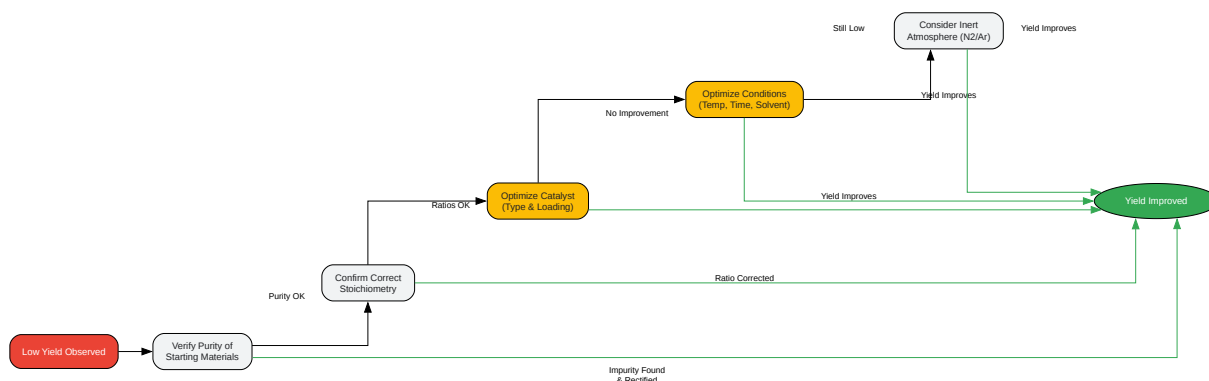 Still Low
Consider Inert
Atmosphere (N2/Ar)
Yield Improves
Optimize Conditions
(Temp, Time, Solvent)
Yield Improves
No Improvement
Optimize Catalyst
(Type & Loading)
Ratios OK
Yield Improves
Yield Improved
Confirm Correct
Stoichiometry
Ratio Corrected
Purity OK
Low Yield Observed
Verify Purity of
Starting Materials
Impurity Found
& Rectified